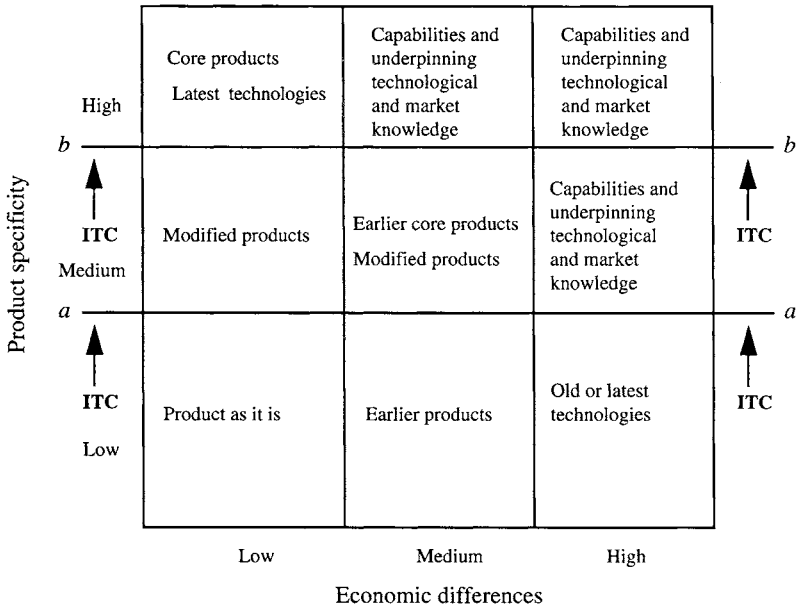 Core products
Latest technologies
Capabilities and
underpinning
technological
and market
knowledge
Capabilities and
underpinning
technological
and market
knowledge
High
b
b
ITC
Modified products
Earlier core products
Modified products
Capabilities and
underpinning
technological
and market
knowledge
ITC
Medium
a
a
ITC
Product as it is
Earlier products
Old or latest
technologies
ITC
Low
Product specificity
Low
Medium
High
Economic differences